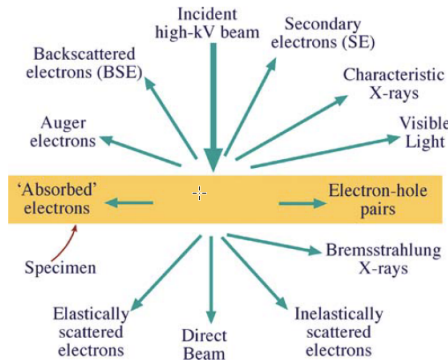 Incident
high-kV beam
Secondary
electrons (SE)
Backscattered
electrons (BSE)
Characteristic
X-rays
Auger
electrons
Visible
Light
'Absorbed'
electrons
Electron-hole
pairs
Specimen
Bremsstrahlung
X-rays
Elastically
scattered
electrons
Direct
Beam
Inelastically
scattered
electrons